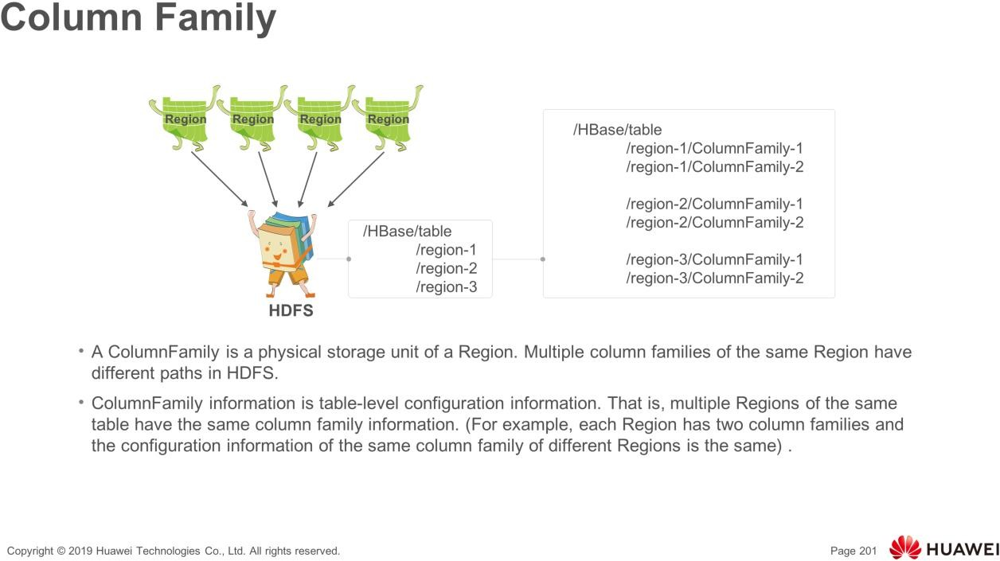 Column Family
Region Region Region Region
/HBase/table
/region-1/ColumnFamily-1
/region-1/ColumnFamily-2
/region-2/ColumnFamily-1
/region-2/ColumnFamily-2
/region-3/ColumnFamily-1
/region-3/ColumnFamily-2
/HBase/table
/region-1
/region-2
/region-3
HDFS
• A ColumnFamily is a physical storage unit of a Region. Multiple column families of the same Region have
different paths in HDFS.
• ColumnFamily information is table-level configuration information. That is, multiple Regions of the same
table have the same column family information. (For example, each Region has two column families and
the configuration information of the same column family of different Regions is the same) .
Copyright © 2019 Huawei Technologies Co., Ltd. All rights reserved.
Page 201
HUAWEI